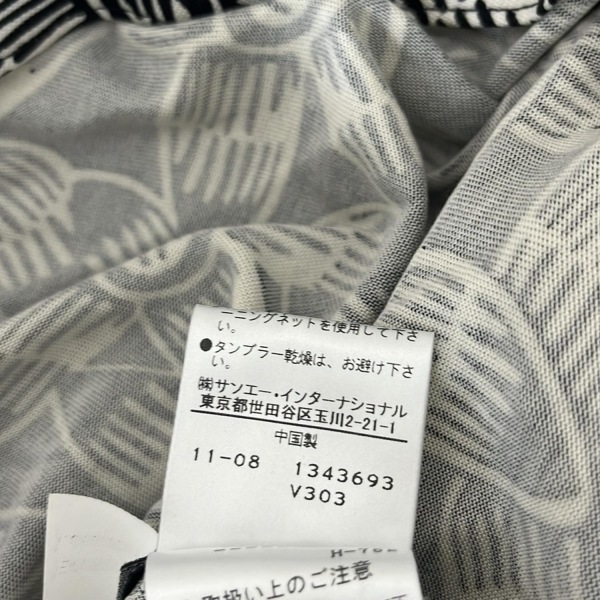 ーニングネットを使用して下さ
い。
●タンブラー乾燥は、お避け下さ
い。
㈱サンエー・インターナショナル
東京都世田谷区玉川2-21-1
中国製
11-08 1343693
V303
取扱い上のご注意